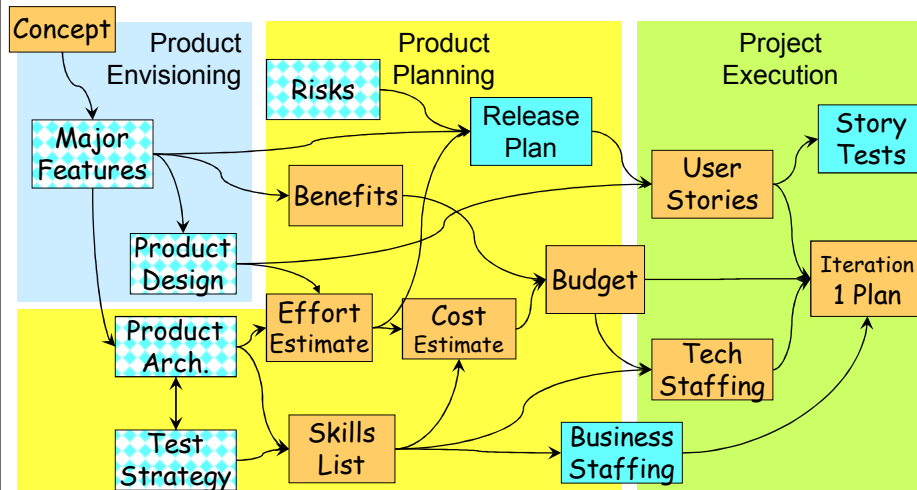 Concept
Product
Envisioning
Major
Features
Product
Design
Product
Planning
Risks
Release
Plan
Benefits
Budget
Effort
Estimate
Cost
Estimate
Product
Arch.
Test
Strategy
Skills
List
Business
Staffing
Project
Execution
Story
Tests
User
Stories
Iteration
1 Plan
Tech
Staffing